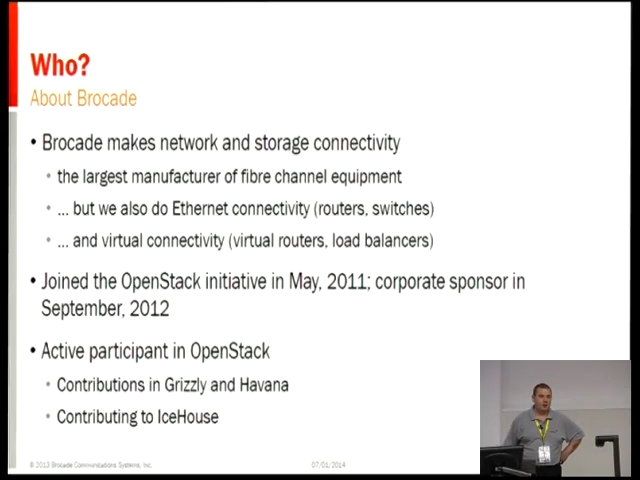 Who?
About Brocade
• Brocade makes network and storage connectivity
• the largest manufacturer of fibre channel equipment
• ... but we also do Ethernet connectivity (routers, switches)
• ... and virtual connectivity (virtual routers, load balancers)
• Joined the OpenStack initiative in May, 2011; corporate sponsor in
September, 2012
• Active participant in OpenStack
• Contributions in Grizzly and Havana
• Contributing to IceHouse
© 2013 Brocade Communications Systems, Inc.
07/01/2014